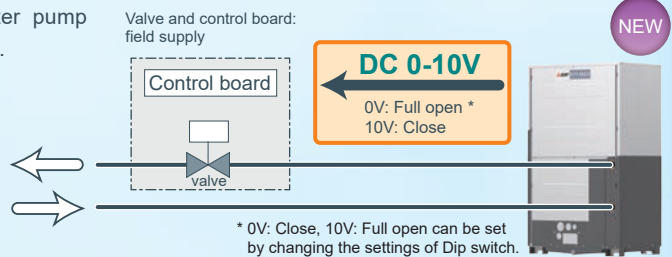 ter pump
.
Valve and control board:
field supply
NEW
Control board
DC 0-10V
0V: Full open *
10V: Close
valve
* 0V: Close, 10V: Full open can be set
by changing the settings of Dip switch.